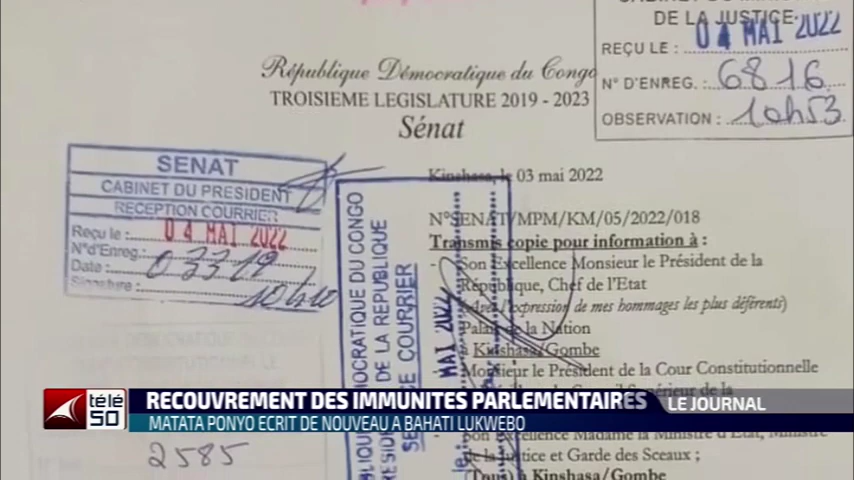 DE LA JUSTICE
REÇU LE : 04 MAI 2022
N° D'ENREG. : 6816
OBSERVATION : 10h53
République Démocratique du Congo
TROISIEME LEGISLATURE 2019 - 2023
Sénat
SENAT
CABINET DU PRESIDENT
RECEPTION COURRIER
Reçu le : 04 MAI 2022
N°d'Enreg : 03319
Date :
Signature : 10h10
Kinshasa, le 03 mai 2022
N°SENAT/MPM/KM/05/2022/018
Transmis copie pour information à :
- Son Excellence Monsieur le Président de la
République, Chef de l'Etat
(Avec l'expression de mes hommages les plus déférents)
Palais de la Nation
à Kinshasa/Gombe
- Monsieur le Président de la Cour Constitutionnelle
DE LA REPUBLIQUE
COURRIER
MAI 2022
télé 50
RECOUVREMENT DES IMMUNITES PARLEMENTAIRES
LE JOURNAL
MATATA PONYO ECRIT DE NOUVEAU A BAHATI LUKWEBO
- Son Excellence Madame la Ministre d'Etat, Ministre
de la Justice et Garde des Sceaux ;
(Tous) à Kinshasa/Gombe
2585